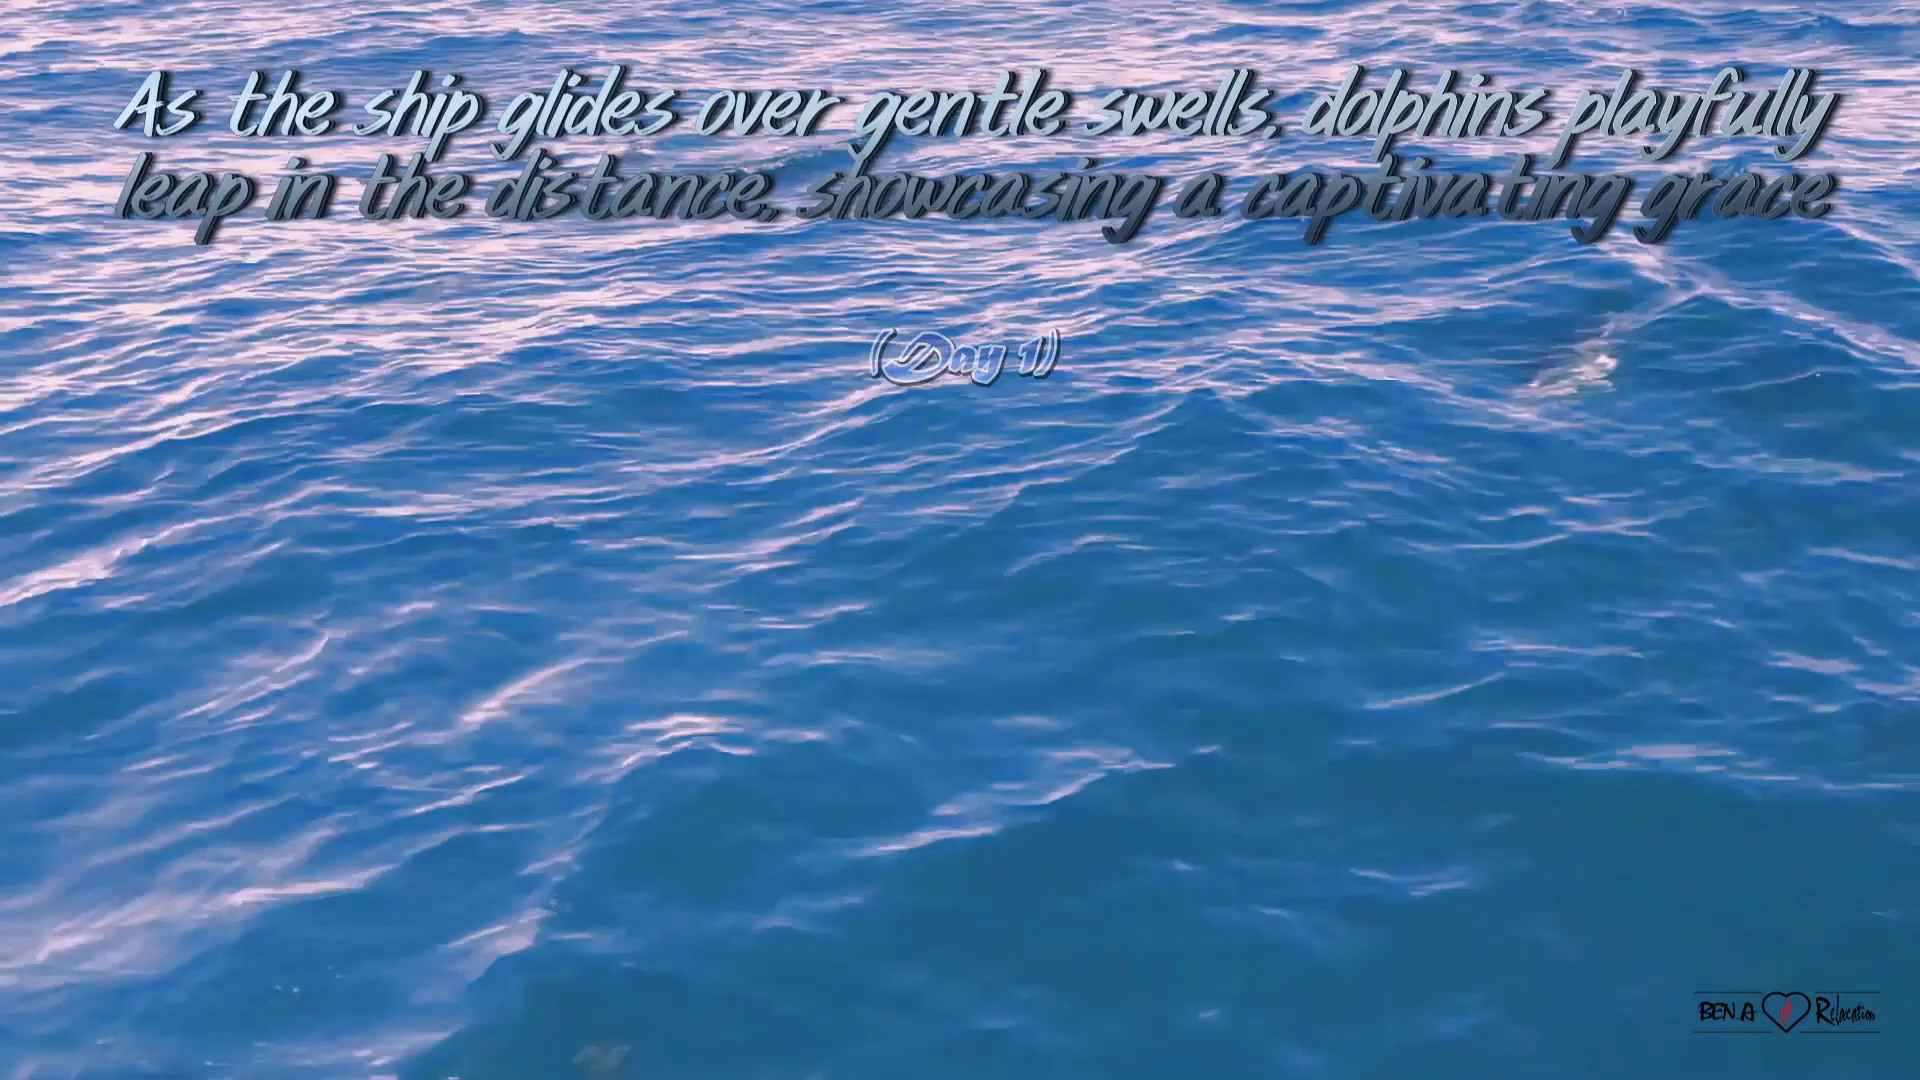 As the ship glides over gentle swells, dolphins playfully
leap in the distance, showcasing a captivating grace
(Day 1)
BEN A Relaxation